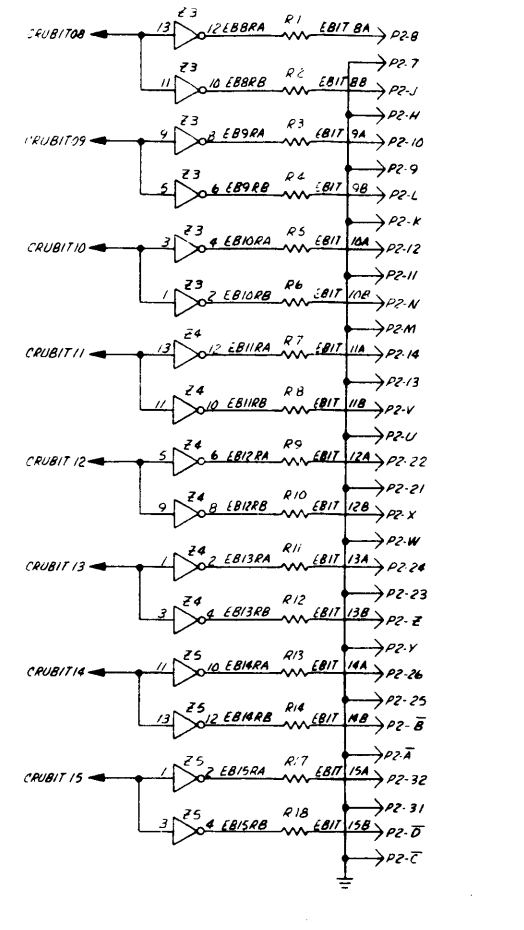 Z3 R1
CRUBIT08 13 12 EB8RA EBIT 8A P2-8
P2-7
Z3 R2
11 10 EB8RB EBIT 8B P2-J
P2-H
Z3 R3
CRUBIT09 9 8 EB9RA EBIT 9A P2-10
P2-9
Z3 R4
5 6 EB9RB EBIT 9B P2-L
P2-K
Z3 R5
CRUBIT10 3 4 EB10RA EBIT 10A P2-12
P2-11
Z3 R6
1 2 EB10RB EBIT 10B P2-N
P2-M
Z4 R7
CRUBIT11 13 12 EB11RA EBIT 11A P2-14
P2-13
Z4 R8
11 10 EB11RB EBIT 11B P2-V
P2-U
Z4 R9
CRUBIT 12 5 6 EB12RA EBIT 12A P2-22
P2-21
Z4 R10
9 8 EB12RB EBIT 12B P2-X
P2-W
Z4 R11
CRUBIT 13 1 2 EB13RA EBIT 13A P2-24
P2-23
Z4 R12
3 4 EB13RB EBIT 13B P2-Z
P2-Y
Z5 R13
CRUBIT14 11 10 EB14RA EBIT 14A P2-26
P2-25
Z5 R14
13 12 EB14RB EBIT 14B P2-B̅
P2-A̅
Z5 R17
CRUBIT 15 1 2 EB15RA EBIT 15A P2-32
P2-31
Z5 R18
3 4 EB15RB EBIT 15B P2-D̅
P2-C̅